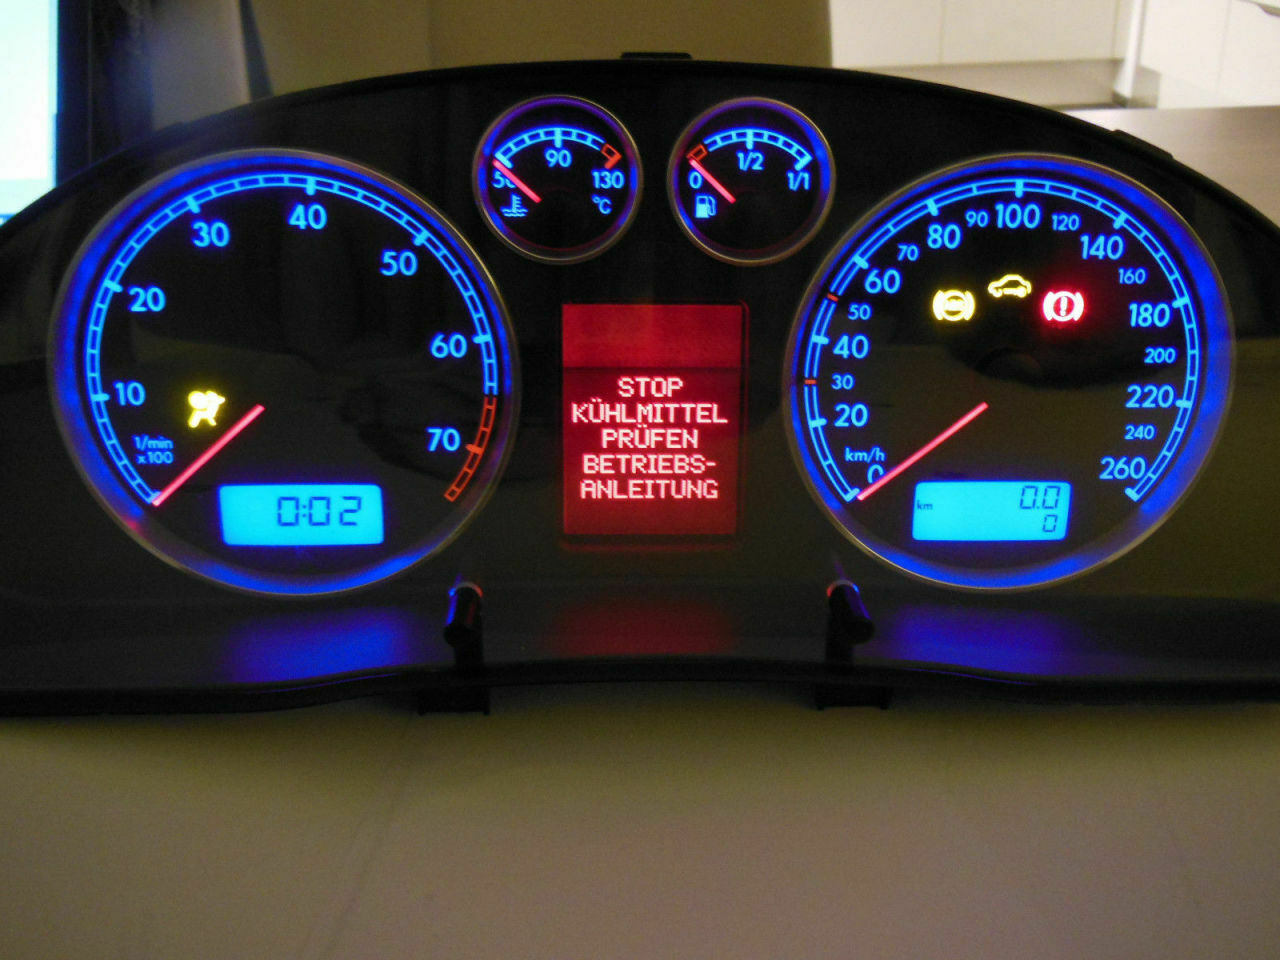 50 90 130
°C
0 1/2 1/1
10 20 30 40 50 60 70
1/min
x100
0:02
STOP
KÜHLMITTEL
PRÜFEN
BETRIEBS-
ANLEITUNG
0 20 30 40 50 60 70 80 90 100 120 140 160 180 200 220 240 260
km/h
ABS
km 0.0
0